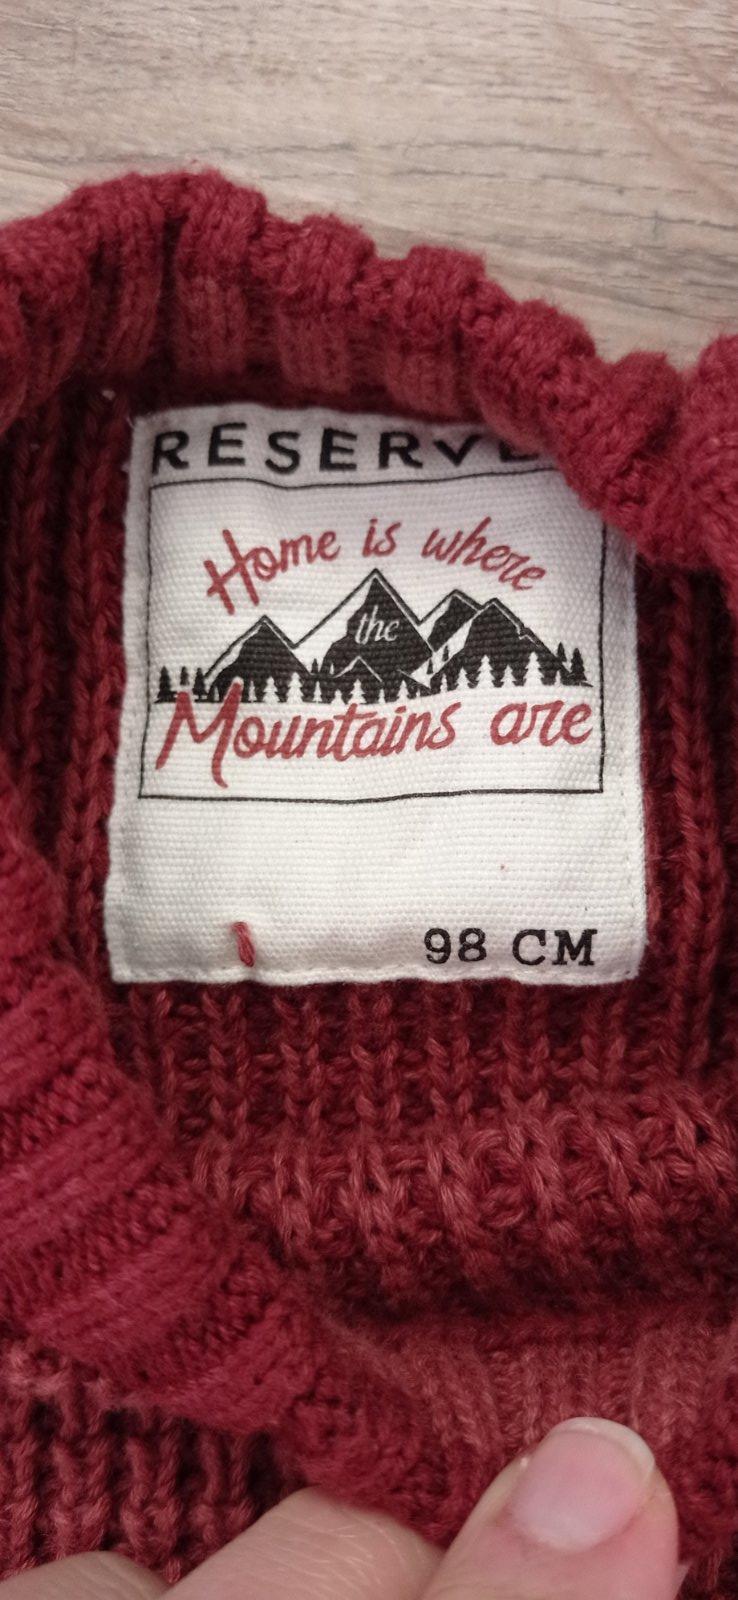 RESERVED
Home is where
the
Mountains are
98 CM